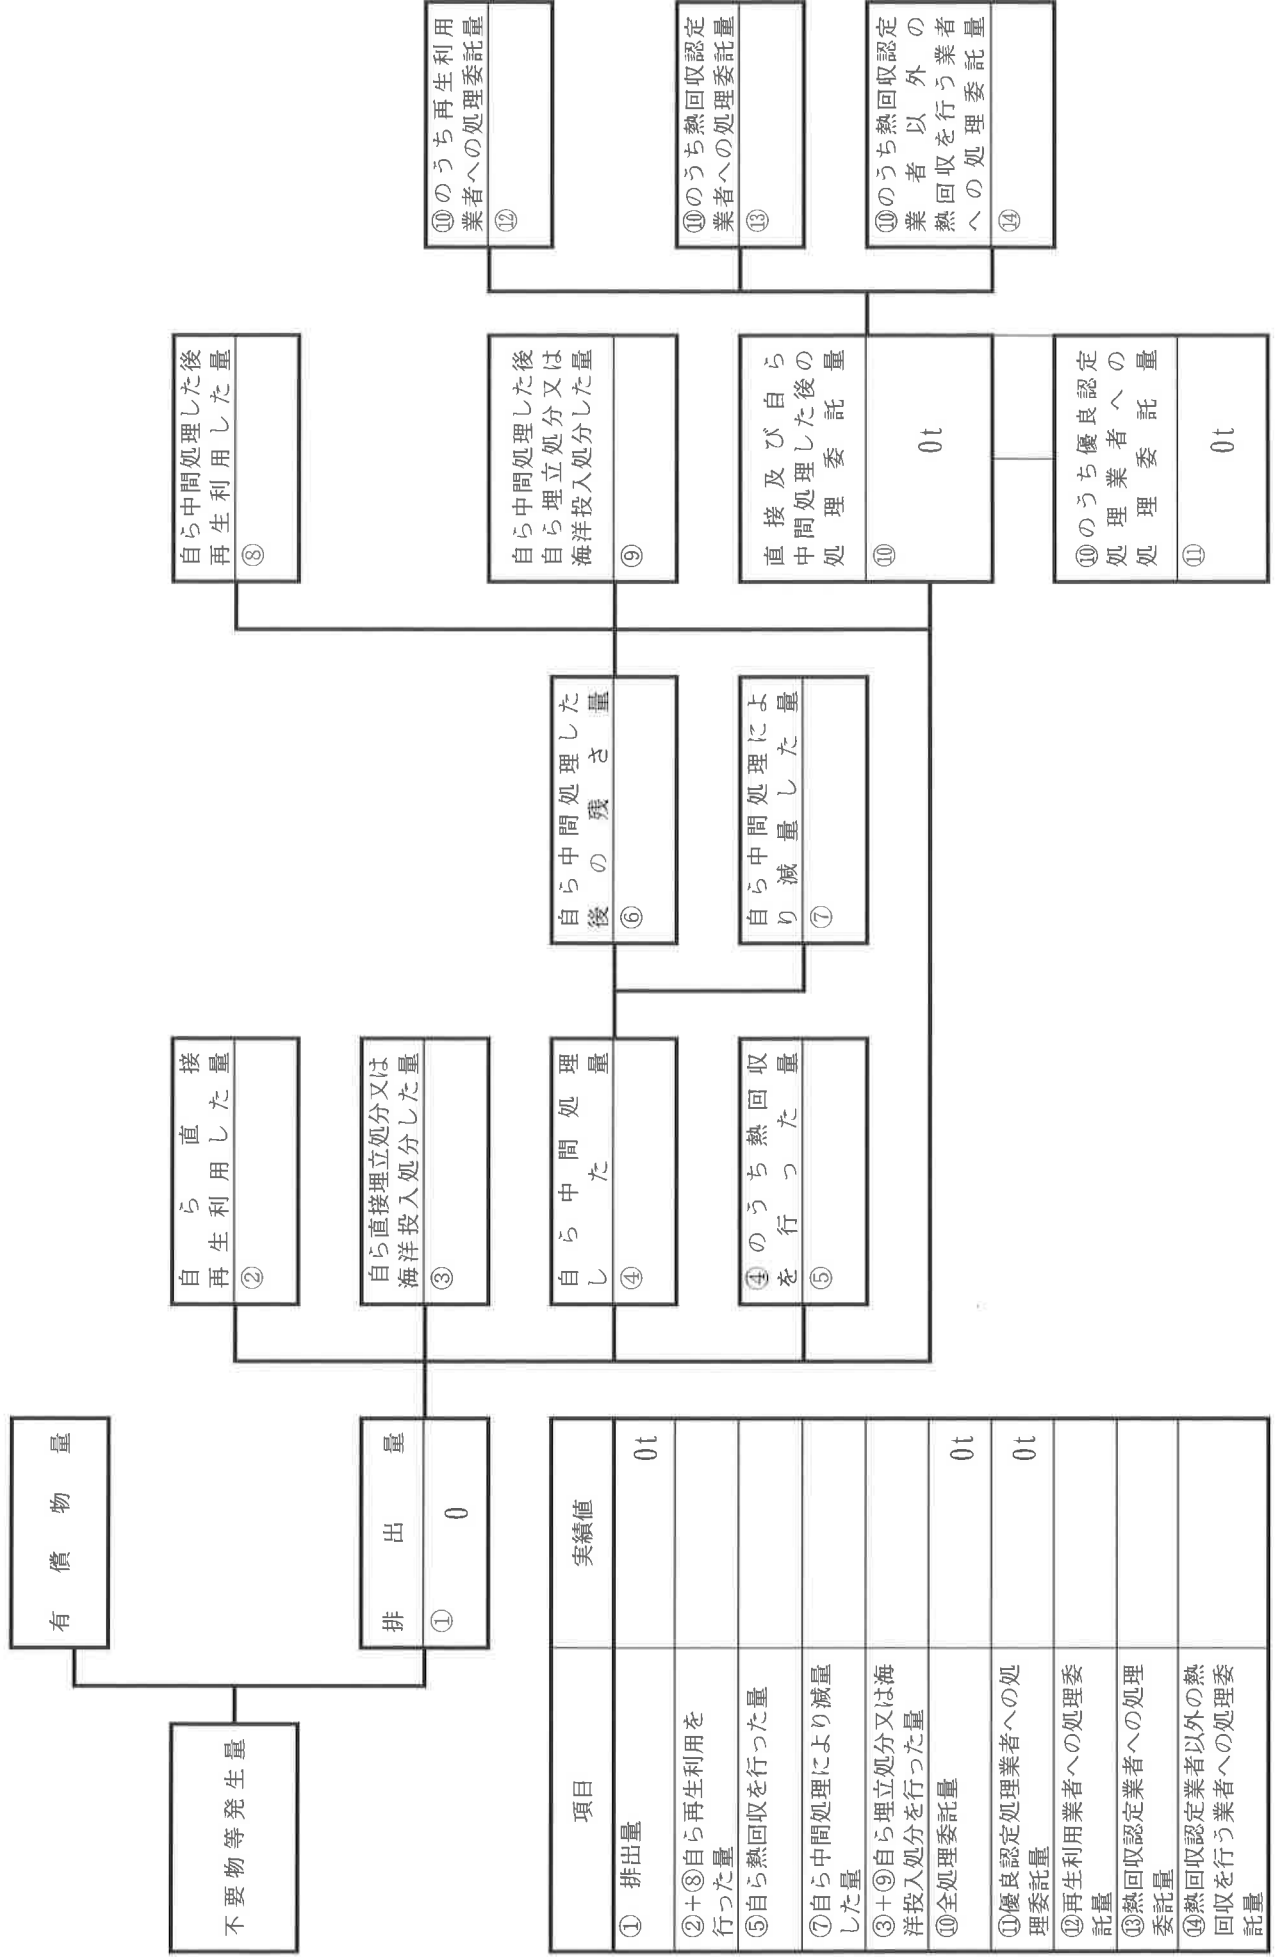 有償物量
不要物等発生量
排出量
①
0
自ら直接
再生利用した量
②
自ら直接埋立処分又は
海洋投入処分した量
③
自ら中間処理
した量
④
④のうち熱回収
を行った量
⑤
自ら中間処理した
後の残さ量
⑥
自ら中間処理によ
り減量した量
⑦
自ら中間処理した後
再生利用した量
⑧
自ら中間処理した後
自ら埋立処分又は
海洋投入処分した量
⑨
直接及び自ら
中間処理した後の
処理委託量
⑩
0t
⑩のうち優良認定
処理業者への
処理委託量
⑪
0t
⑩のうち再生利用
業者への処理委託量
⑫
⑩のうち熱回収認定
業者への処理委託量
⑬
⑩のうち熱回収認定
業者以外の
熱回収を行う業者
への処理委託量
⑭
項目 実績値
① 排出量 0t
②+⑧自ら再生利用を
行った量
⑤自ら熱回収を行った量
⑦自ら中間処理により減量
した量
③+⑨自ら埋立処分又は海
洋投入処分を行った量
⑩全処理委託量 0t
⑪優良認定処理業者への処
理委託量 0t
⑫再生利用業者への処理委
託量
⑬熱回収認定業者への処理
委託量
⑭熱回収認定業者以外の熱
回収を行う業者への処理委
託量